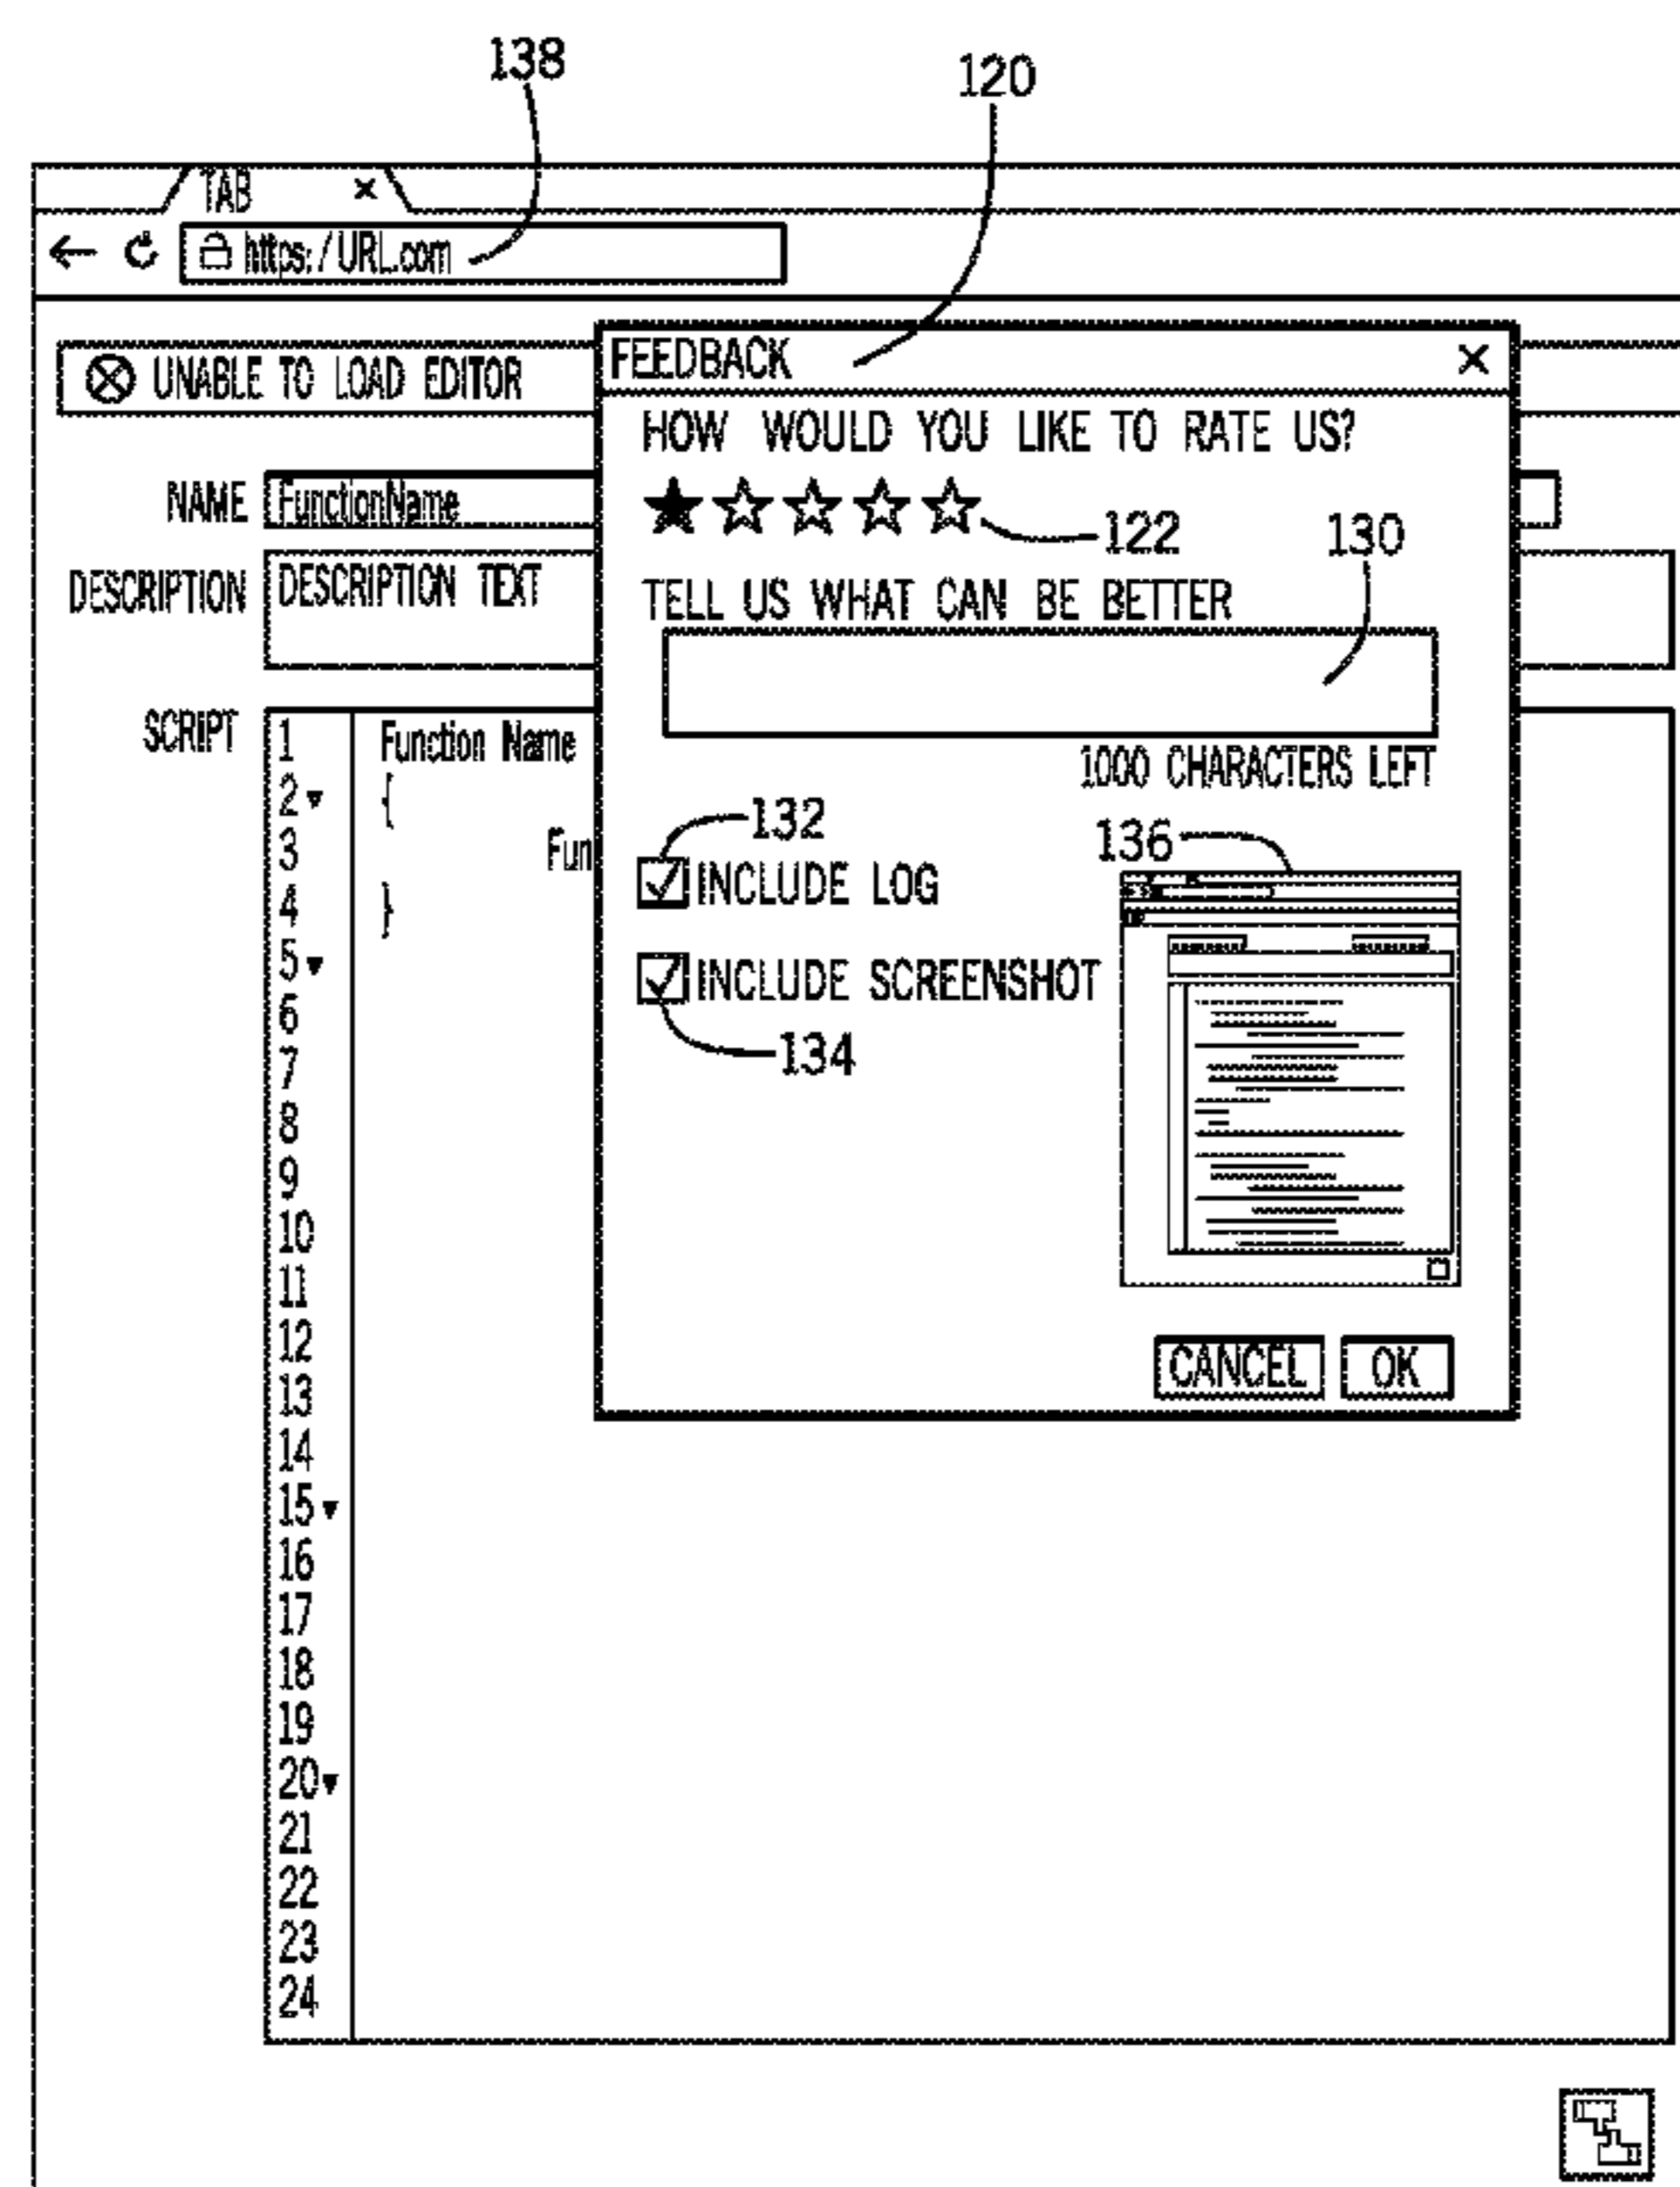 138
120
TAB
https:/URL.com
UNABLE TO LOAD EDITOR
FEEDBACK
HOW WOULD YOU LIKE TO RATE US?
122
130
TELL US WHAT CAN BE BETTER
1000 CHARACTERS LEFT
132
136
INCLUDE LOG
INCLUDE SCREENSHOT
134
CANCEL
OK
NAME
FunctionName
DESCRIPTION
DESCRIPTION TEXT
SCRIPT
1 Function Name
2 {
3 Fun
4 }
5
6
7
8
9
10
11
12
13
14
15
16
17
18
19
20
21
22
23
24